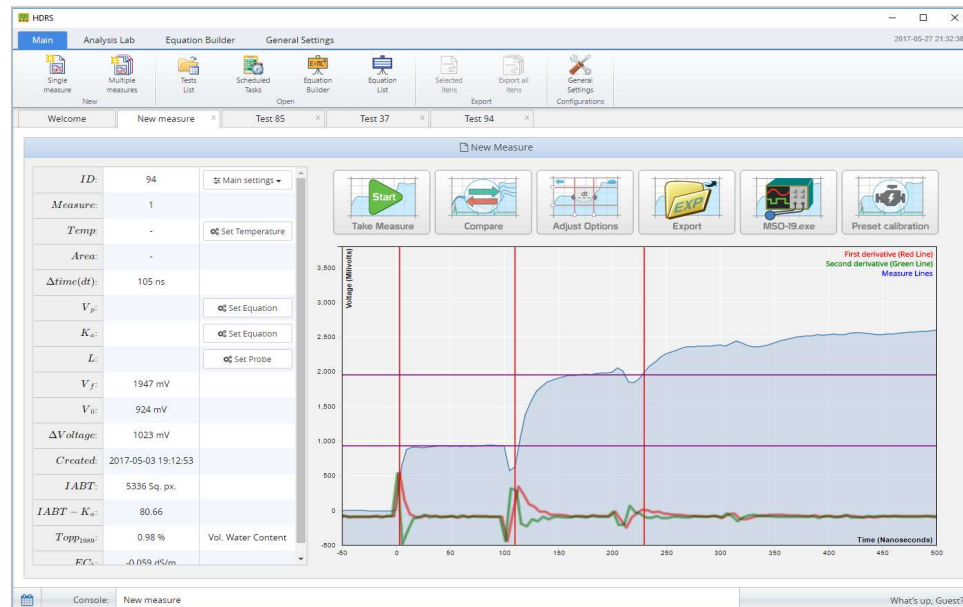 HDRS
Main Analysis Lab Equation Builder General Settings 2017-05-27 21:32:38
Single measure Multiple measures Tests List Scheduled Tasks Equation Builder Equation List Selected itens Export all itens General Settings
New Open Export Configurations
Welcome New measure x Test 85 x Test 37 x Test 94 x
New Measure
ID: 94 Main settings
Measure: 1
Temp: - Set Temperature
Area: -
Δtime(dt): 105 ns
Vp: Set Equation
Ka: Set Equation
L: Set Probe
Vf: 1947 mV
V0: 924 mV
ΔVoltage: 1023 mV
Created: 2017-05-03 19:12:53
IABT: 5336 Sq. px.
IABT − Ka: 80.66
Topp1989: 0.98 % Vol. Water Content
-0.059 dS/m
Start
Take Measure
Compare
dt
Adjust Options
EXP
Export
MSO-19.exe
Preset calibration
Voltage (Milivolts)
First derivative (Red Line)
Second derivative (Green Line)
Measure Lines
3,500
3,000
2,500
2,000
1,500
1,000
500
0
-500
-50 0 50 100 150 200 250 300 350 400 450 500
Time (Nanoseconds)
Console: New measure What's up, Guest?